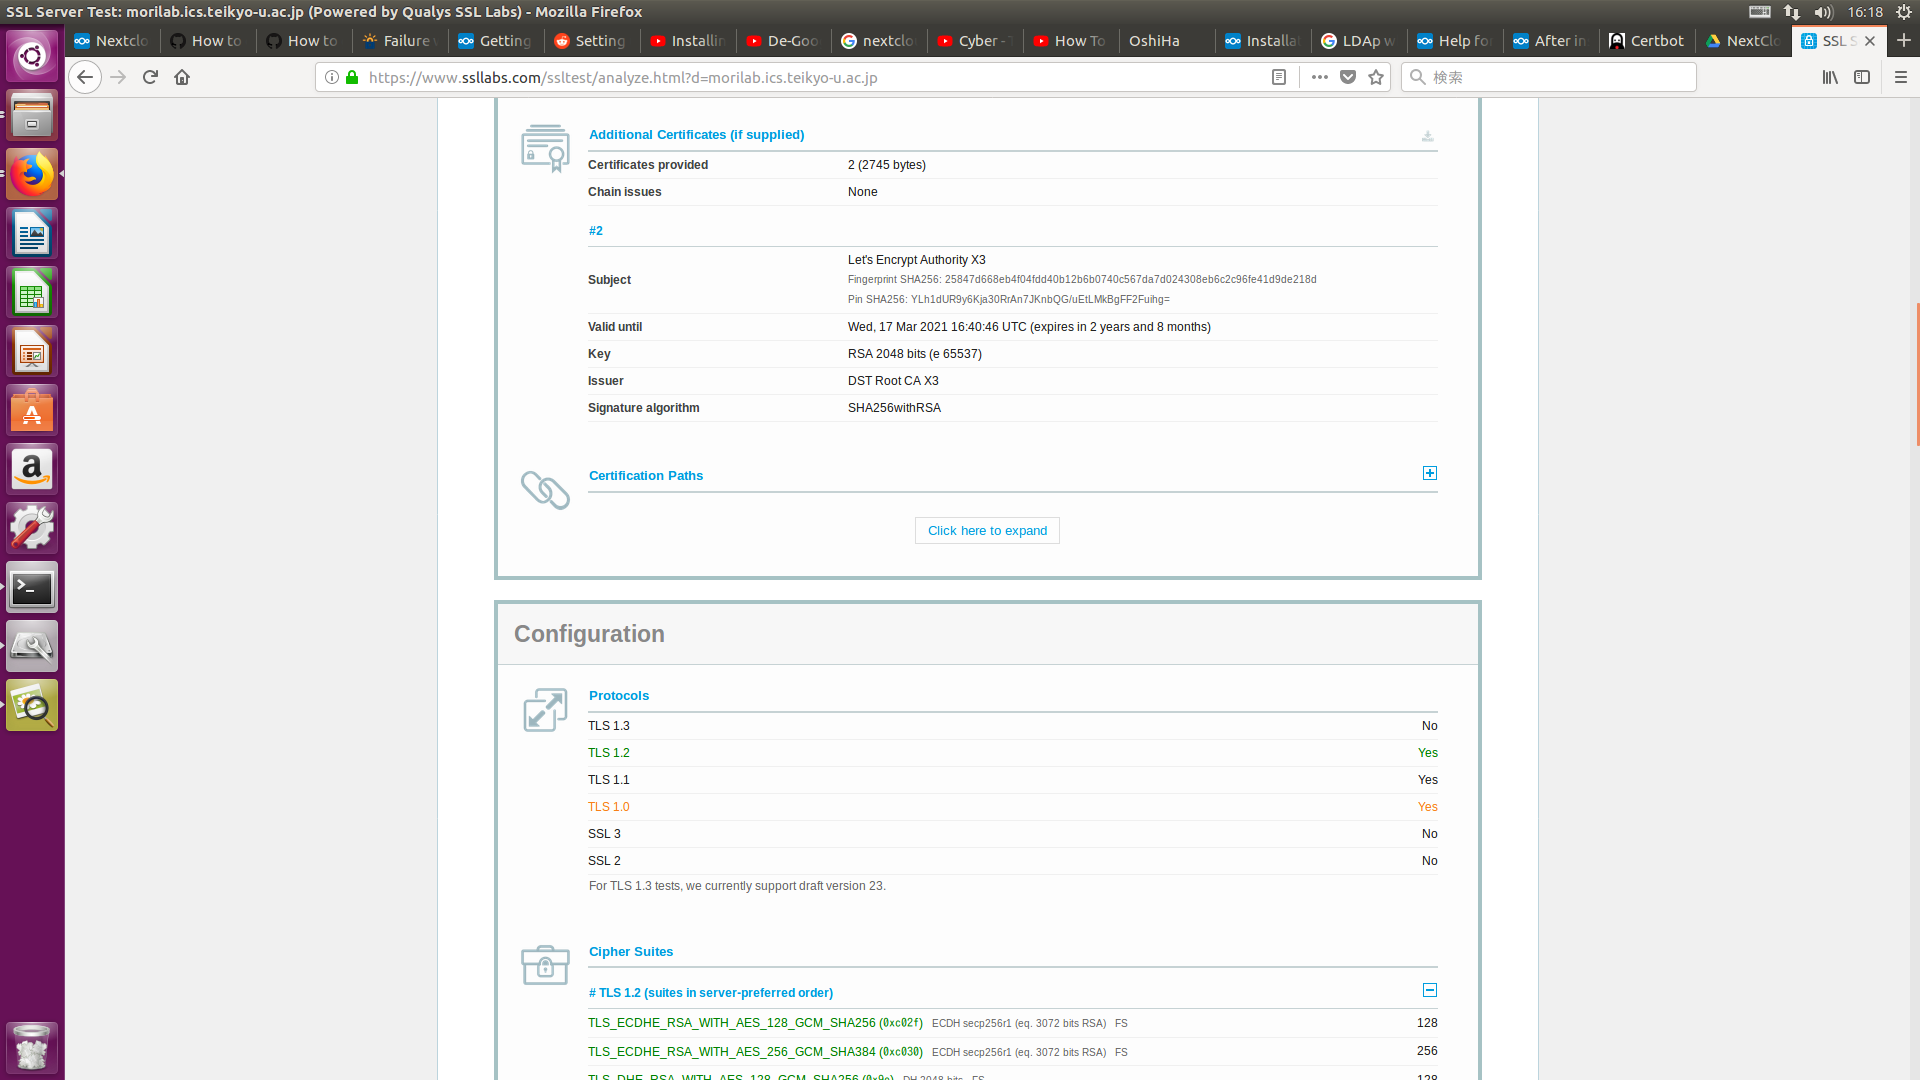 SSL Server Test: morilab.ics.teikyo-u.ac.jp (Powered by Qualys SSL Labs) - Mozilla Firefox
16:18
Nextclo
How to
How to
Failure
Getting
Setting
Installin
De-Goo
nextclo
Cyber -
How To
OshiHa
Installa
LDAp w
Help fo
After in
Certbot
NextClo
SSL S
https://www.ssllabs.com/ssltest/analyze.html?d=morilab.ics.teikyo-u.ac.jp
検索
Additional Certificates (if supplied)
Certificates provided 2 (2745 bytes)
Chain issues None
#2
Subject
Let's Encrypt Authority X3
Fingerprint SHA256: 25847d668eb4f04fdd40b12b6b0740c567da7d024308eb6c2c96fe41d9de218d
Pin SHA256: YLh1dUR9y6Kja30RrAn7JKnbQG/uEtLMkBgFF2Fuihg=
Valid until Wed, 17 Mar 2021 16:40:46 UTC (expires in 2 years and 8 months)
Key RSA 2048 bits (e 65537)
Issuer DST Root CA X3
Signature algorithm SHA256withRSA
Certification Paths
Click here to expand
Configuration
Protocols
TLS 1.3 No
TLS 1.2 Yes
TLS 1.1 Yes
TLS 1.0 Yes
SSL 3 No
SSL 2 No
For TLS 1.3 tests, we currently support draft version 23.
Cipher Suites
# TLS 1.2 (suites in server-preferred order)
TLS_ECDHE_RSA_WITH_AES_128_GCM_SHA256 (0xc02f) ECDH secp256r1 (eq. 3072 bits RSA) FS 128
TLS_ECDHE_RSA_WITH_AES_256_GCM_SHA384 (0xc030) ECDH secp256r1 (eq. 3072 bits RSA) FS 256
TLS_DHE_RSA_WITH_AES_128_GCM_SHA256 (0x9e) DH 2048 bits FS 128